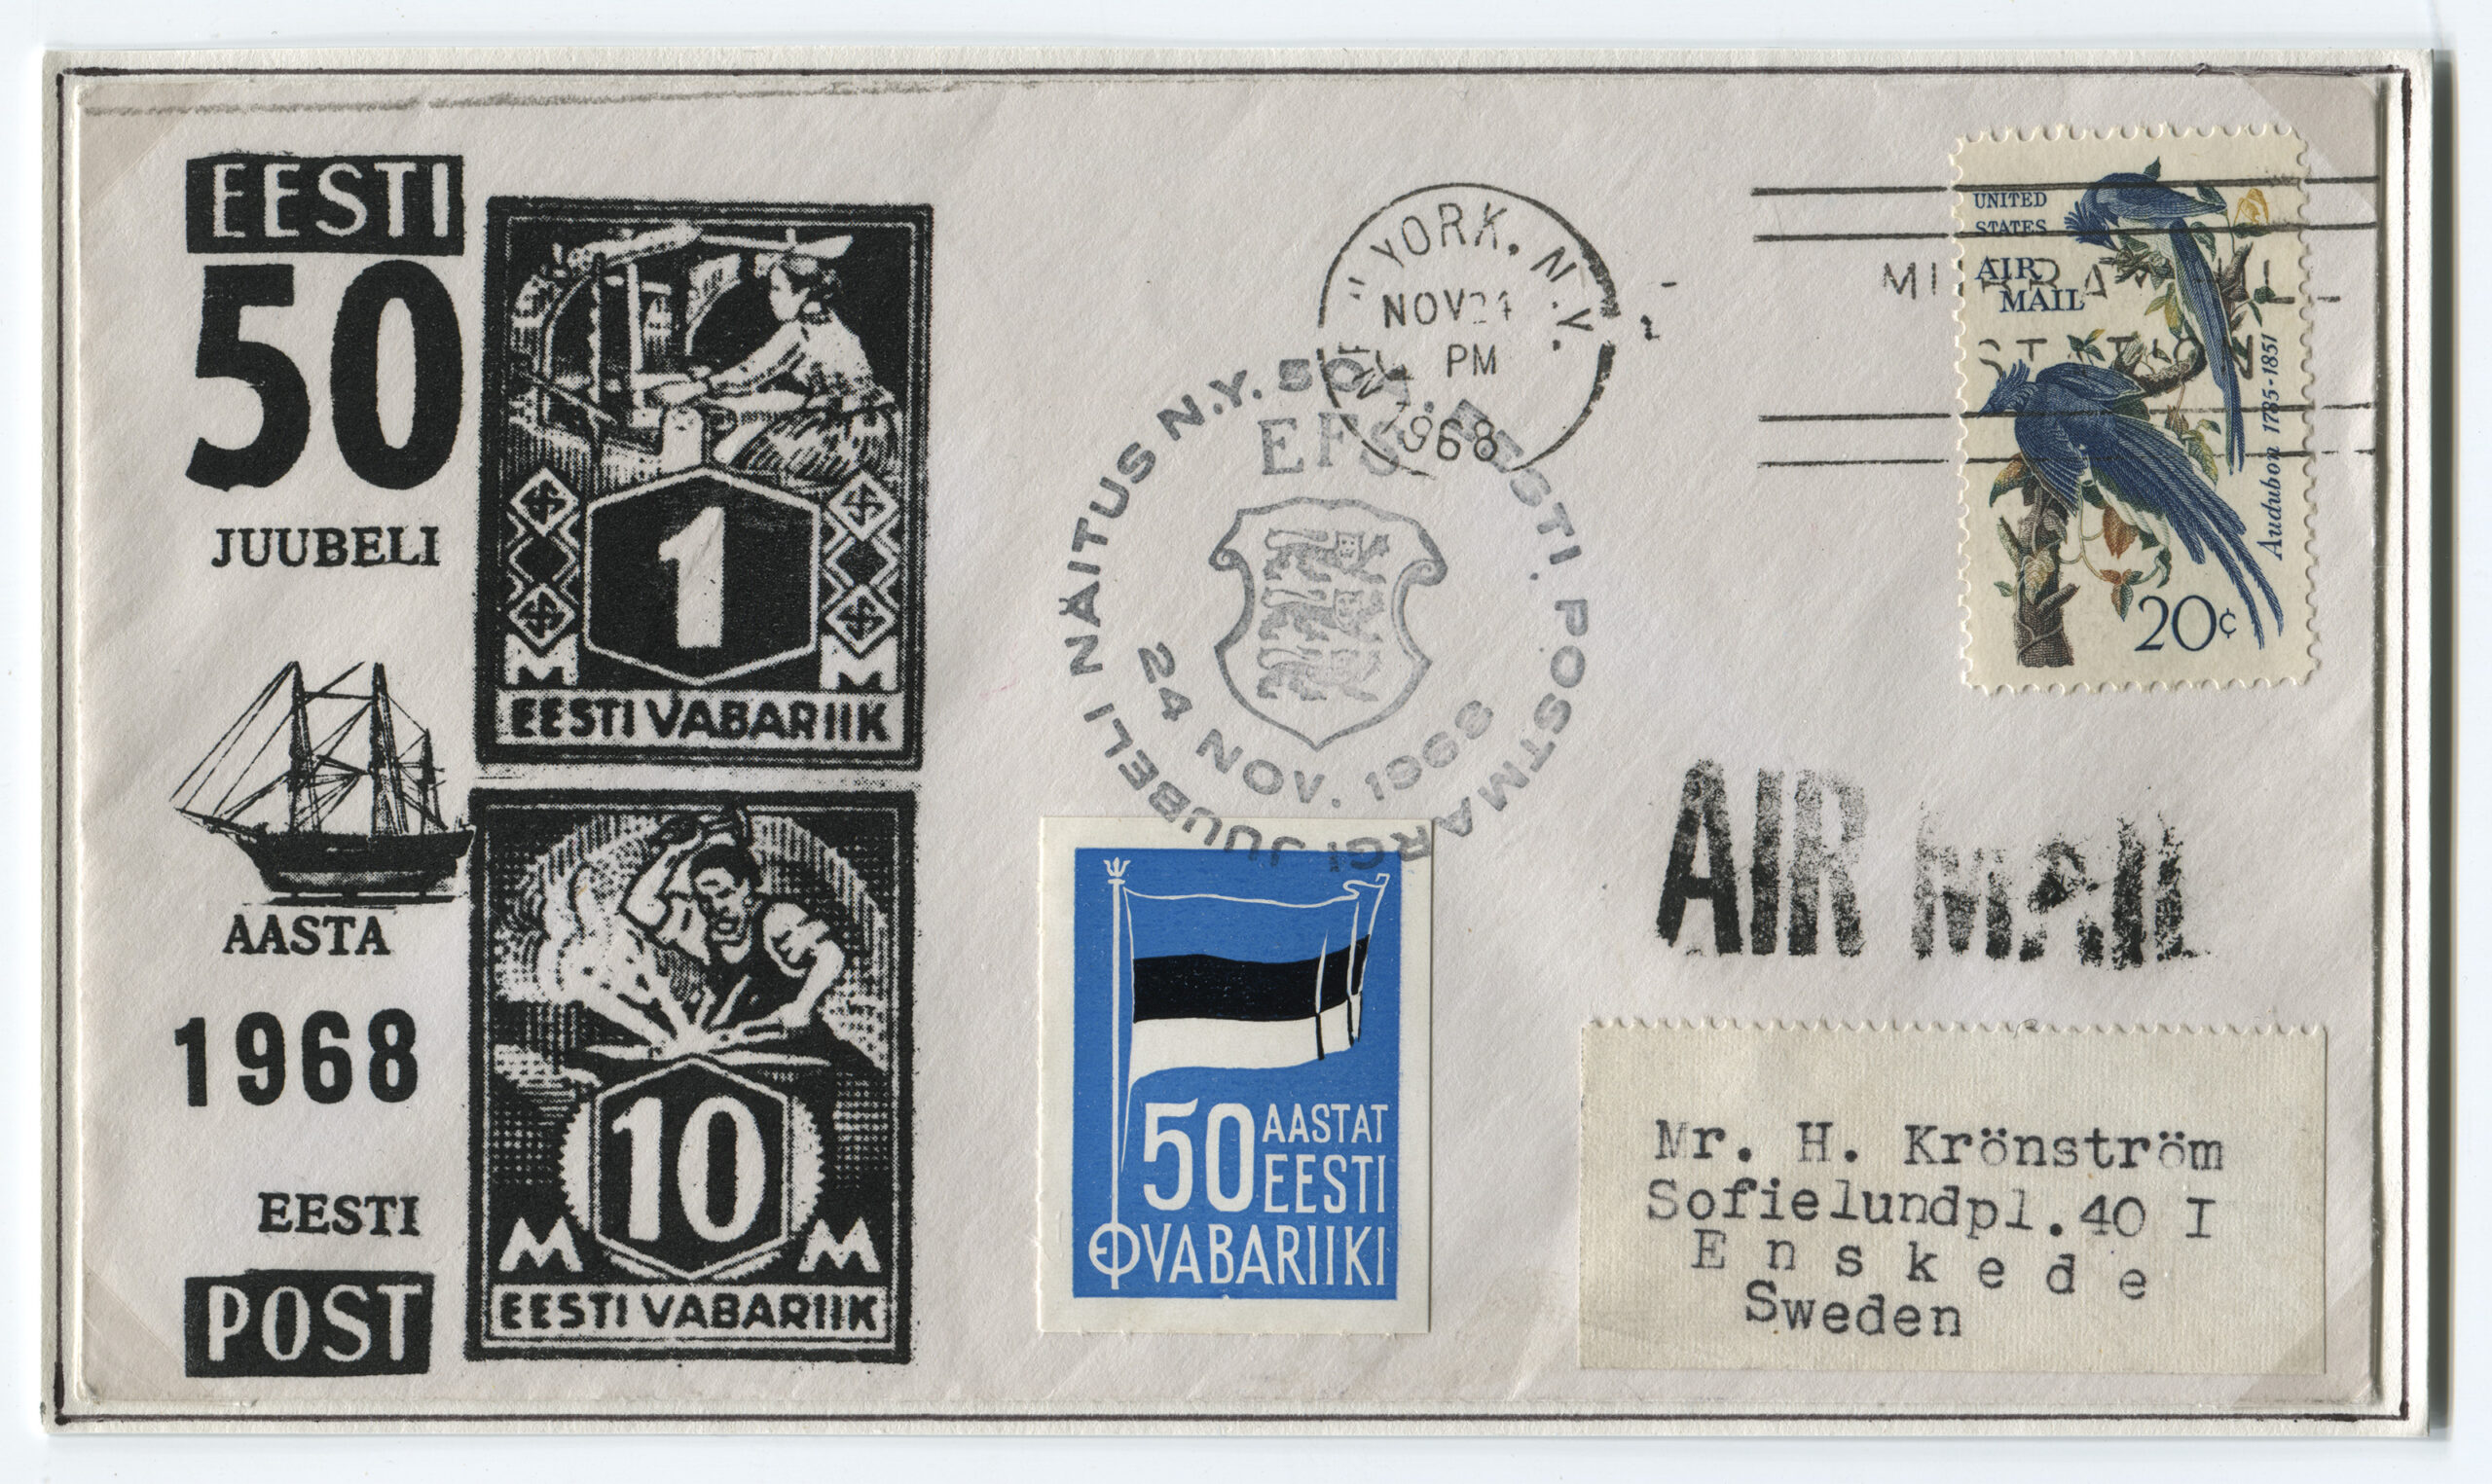 EESTI
50
JUUBELI
AASTA
1968
EESTI
POST
1
M M
EESTI VABARIIK
10
M M
EESTI VABARIIK
YORK, N.Y.
NOV 24
PM
1968
JUUBELI NÄITUS N.Y. 50 A. EESTI. POSTMARGI
EFS
24 NOV. 1968
50 AASTAT
EESTI
VABARIIKI
UNITED
STATES
AIR
MAIL
Audubon 1785-1851
20¢
AIR MAIL
Mr. H. Krönström
Sofielundpl.40 I
E n s k e d e
Sweden